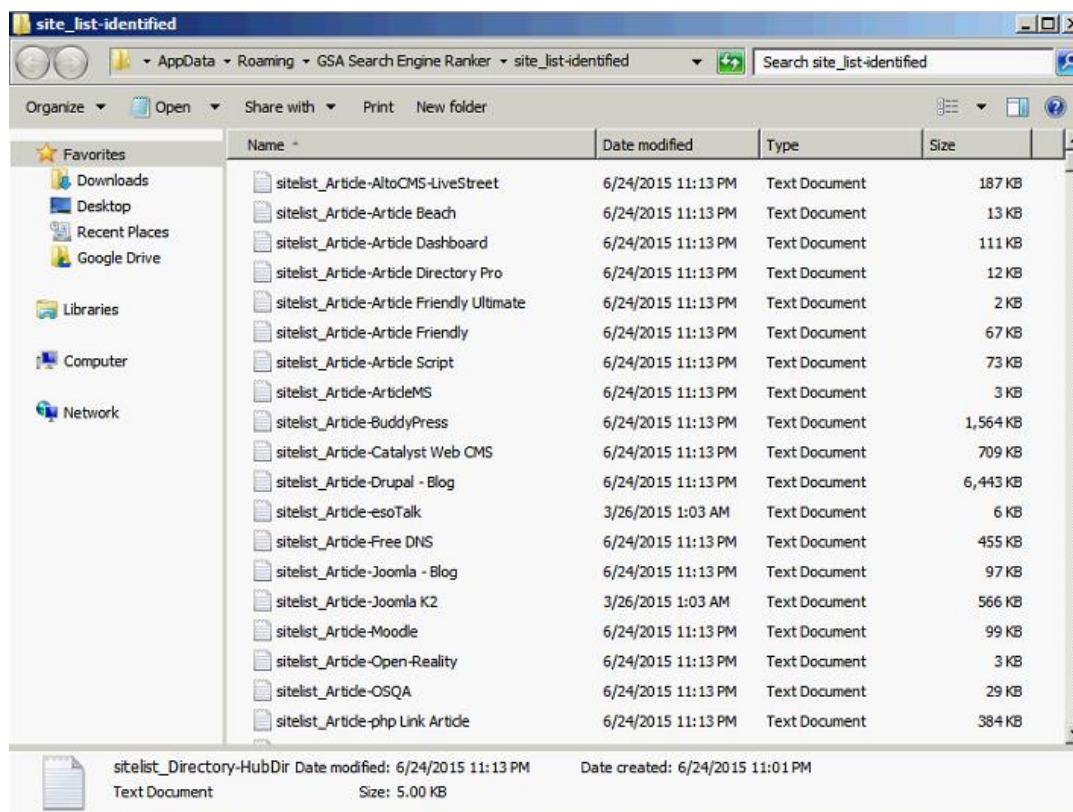 site_list-identified
AppData Roaming GSA Search Engine Ranker site_list-identified Search site_list-identified
Organize Open Share with Print New folder
Favorites
Downloads
Desktop
Recent Places
Google Drive
Libraries
Computer
Network
Name Date modified Type Size
sitelist_Article-AltoCMS-LiveStreet 6/24/2015 11:13 PM Text Document 187 KB
sitelist_Article-Article Beach 6/24/2015 11:13 PM Text Document 13 KB
sitelist_Article-Article Dashboard 6/24/2015 11:13 PM Text Document 111 KB
sitelist_Article-Article Directory Pro 6/24/2015 11:13 PM Text Document 12 KB
sitelist_Article-Article Friendly Ultimate 6/24/2015 11:13 PM Text Document 2 KB
sitelist_Article-Article Friendly 6/24/2015 11:13 PM Text Document 67 KB
sitelist_Article-Article Script 6/24/2015 11:13 PM Text Document 73 KB
sitelist_Article-ArticleMS 6/24/2015 11:13 PM Text Document 3 KB
sitelist_Article-BuddyPress 6/24/2015 11:13 PM Text Document 1,564 KB
sitelist_Article-Catalyst Web CMS 6/24/2015 11:13 PM Text Document 709 KB
sitelist_Article-Drupal - Blog 6/24/2015 11:13 PM Text Document 6,443 KB
sitelist_Article-esoTalk 3/26/2015 1:03 AM Text Document 6 KB
sitelist_Article-Free DNS 6/24/2015 11:13 PM Text Document 455 KB
sitelist_Article-Joomla - Blog 6/24/2015 11:13 PM Text Document 97 KB
sitelist_Article-Joomla K2 3/26/2015 1:03 AM Text Document 566 KB
sitelist_Article-Moodle 6/24/2015 11:13 PM Text Document 99 KB
sitelist_Article-Open-Reality 6/24/2015 11:13 PM Text Document 3 KB
sitelist_Article-OSQA 6/24/2015 11:13 PM Text Document 29 KB
sitelist_Article-php Link Article 6/24/2015 11:13 PM Text Document 384 KB
sitelist_Directory-HubDir Date modified: 6/24/2015 11:13 PM Date created: 6/24/2015 11:01 PM
Text Document Size: 5.00 KB